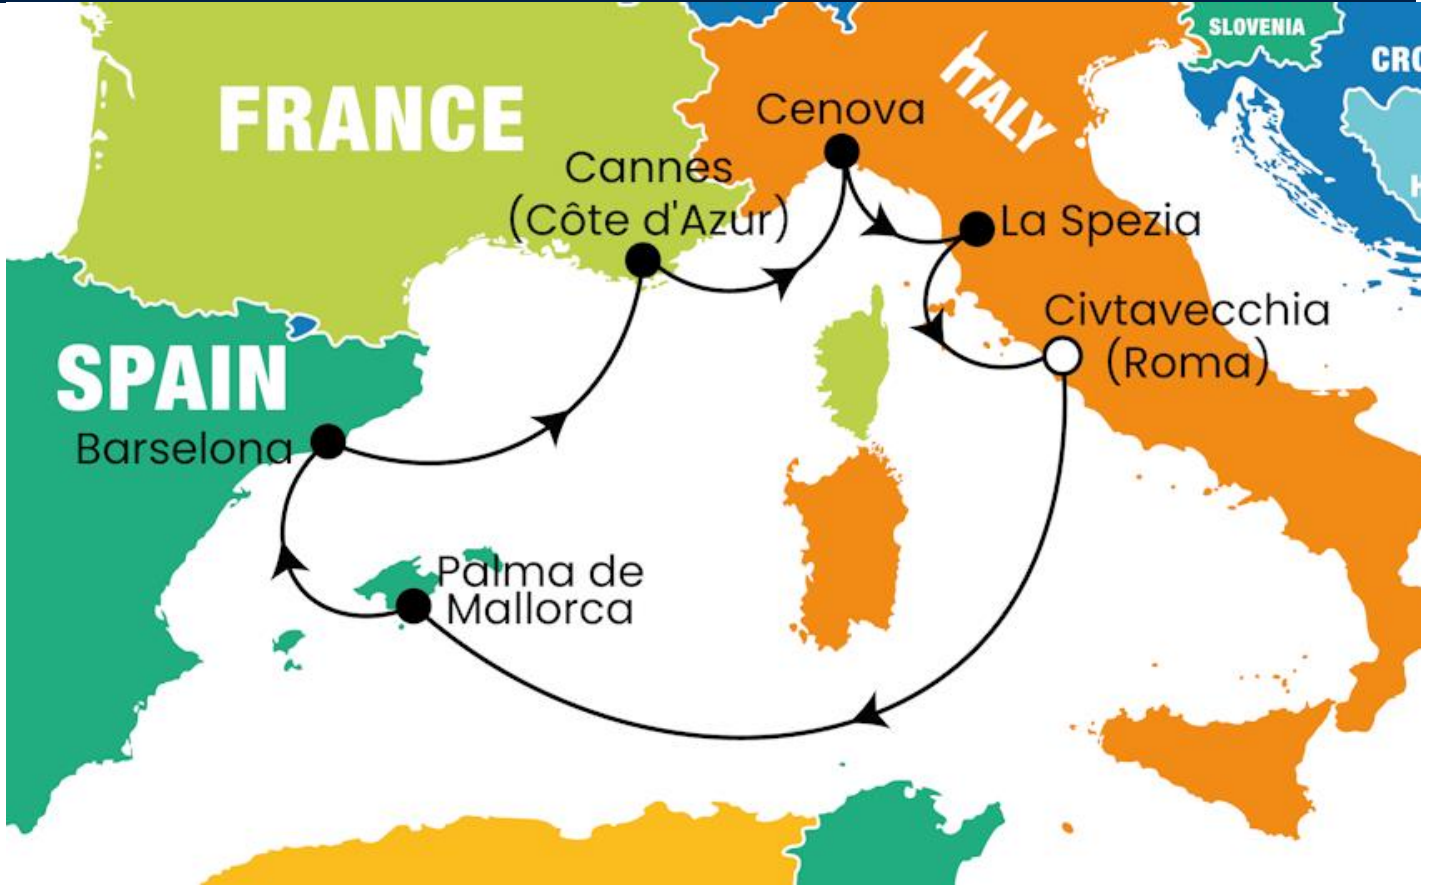 SLOVENIA
CRO
FRANCE
ITALY
Cenova
Cannes
(Côte d'Azur)
La Spezia
Civtavecchia
(Roma)
SPAIN
Barselona
Palma de
Mallorca